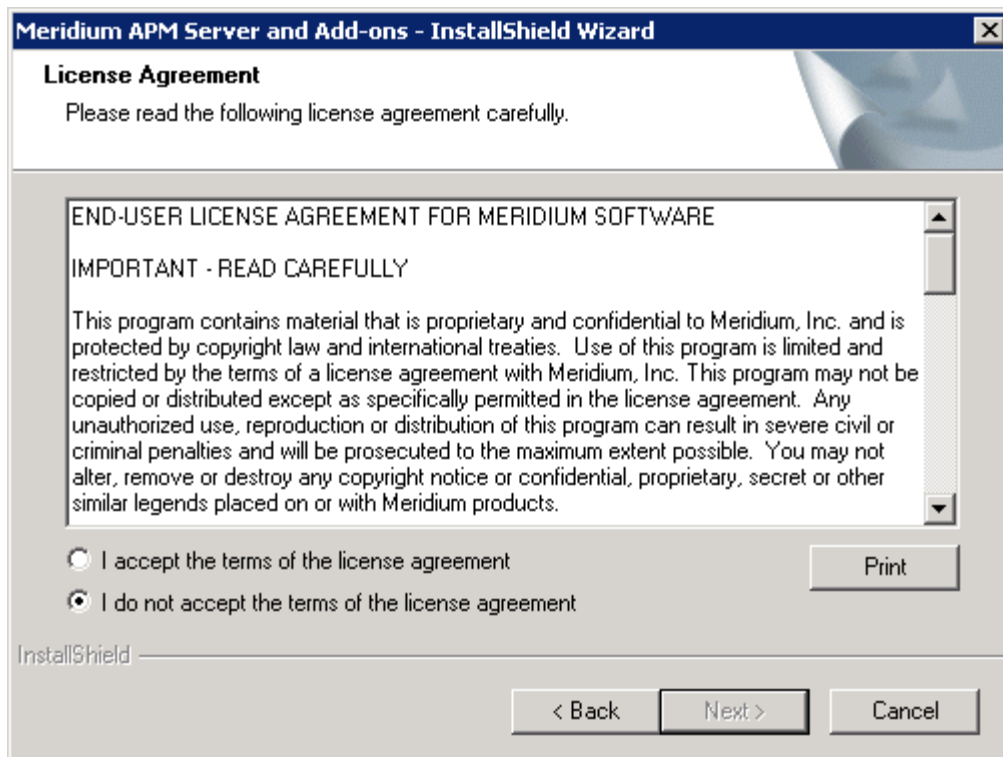 Meridium APM Server and Add-ons - InstallShield Wizard
License Agreement
Please read the following license agreement carefully.
END-USER LICENSE AGREEMENT FOR MERIDIUM SOFTWARE
IMPORTANT - READ CAREFULLY
This program contains material that is proprietary and confidential to Meridium, Inc. and is
protected by copyright law and international treaties.  Use of this program is limited and
restricted by the terms of a license agreement with Meridium, Inc. This program may not be
copied or distributed except as specifically permitted in the license agreement.  Any
unauthorized use, reproduction or distribution of this program can result in severe civil or
criminal penalties and will be prosecuted to the maximum extent possible.  You may not
alter, remove or destroy any copyright notice or confidential, proprietary, secret or other
similar legends placed on or with Meridium products.
I accept the terms of the license agreement
Print
I do not accept the terms of the license agreement
InstallShield
< Back
Next >
Cancel